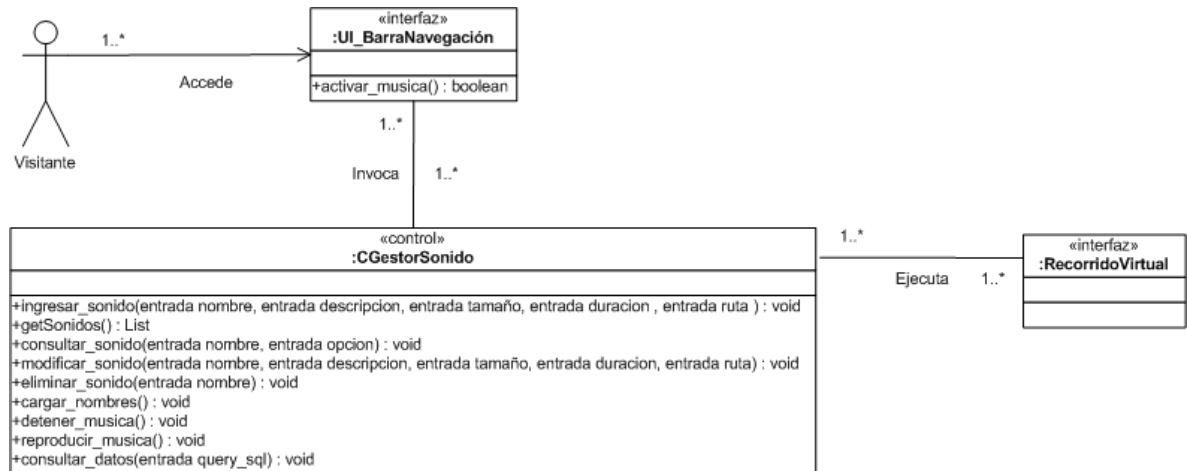 «interfaz»
:UI_BarraNavegación
+activar_musica() : boolean
1..*
Accede
Visitante
1..*
Invoca
1..*
«control»
:CGestorSonido
+ingresar_sonido(entrada nombre, entrada descripcion, entrada tamaño, entrada duracion , entrada ruta ) : void
+getSonidos() : List
+consultar_sonido(entrada nombre, entrada opcion) : void
+modificar_sonido(entrada nombre, entrada descripcion, entrada tamaño, entrada duracion, entrada ruta) : void
+eliminar_sonido(entrada nombre) : void
+cargar_nombres() : void
+detener_musica() : void
+reproducir_musica() : void
+consultar_datos(entrada query_sql) : void
1..*
Ejecuta
1..*
«interfaz»
:RecorridoVirtual